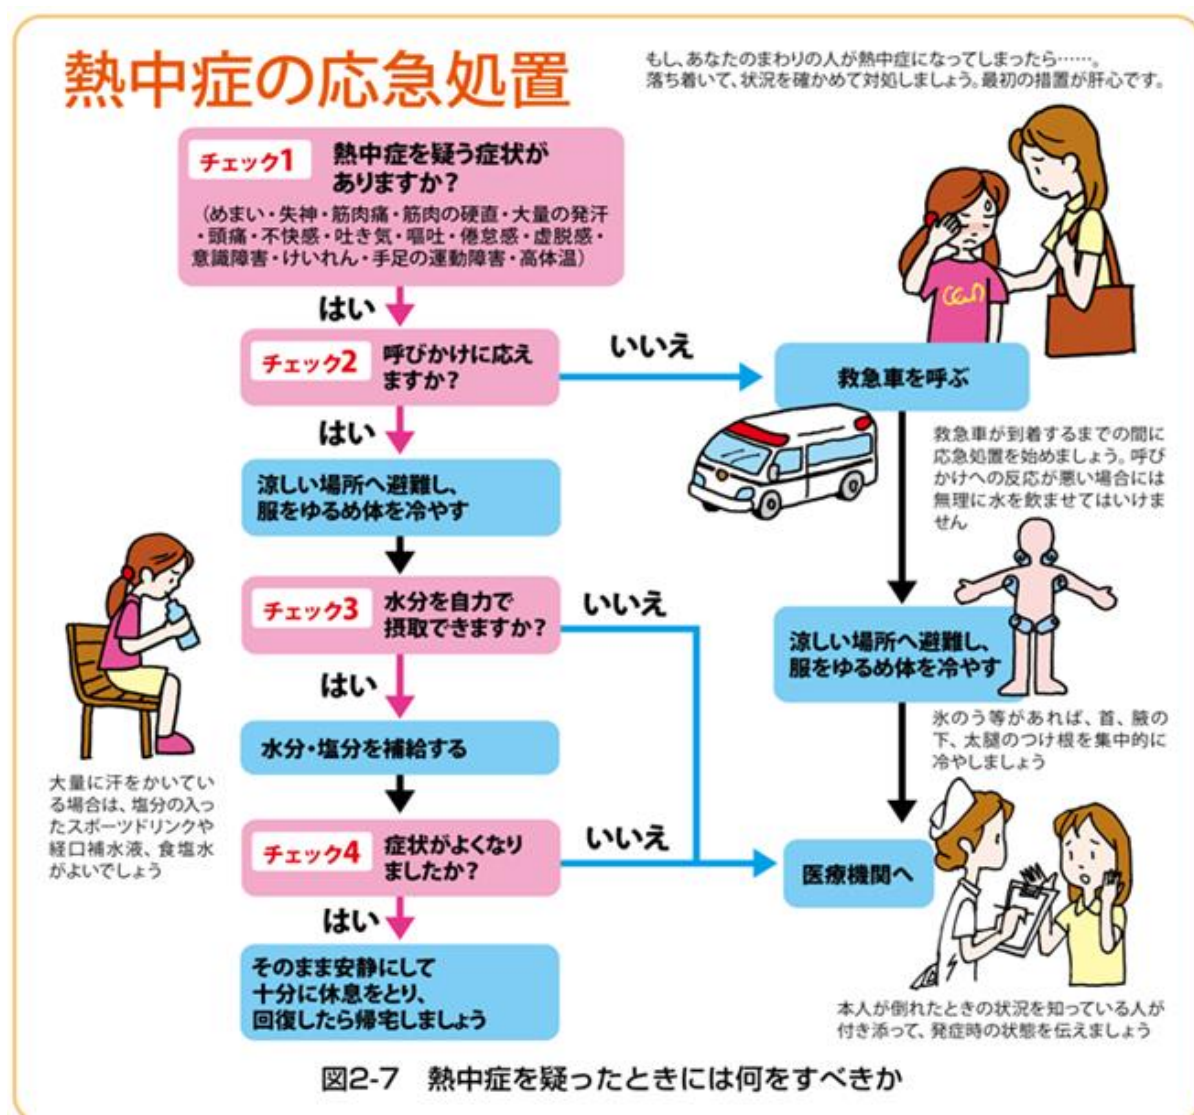 熱中症の応急処置
もし、あなたのまわりの人が熱中症になってしまったら……。
落ち着いて、状況を確かめて対処しましょう。最初の措置が肝心です。
チェック1
熱中症を疑う症状が
ありますか?
(めまい・失神・筋肉痛・筋肉の硬直・大量の発汗
・頭痛・不快感・吐き気・嘔吐・倦怠感・虚脱感・
意識障害・けいれん・手足の運動障害・高体温)
はい
チェック2
呼びかけに応え
ますか?
いいえ
救急車を呼ぶ
救急車が到着するまでの間に
応急処置を始めましょう。呼び
かけへの反応が悪い場合には
無理に水を飲ませてはいけま
せん
はい
涼しい場所へ避難し、
服をゆるめ体を冷やす
チェック3
水分を自力で
摂取できますか?
いいえ
涼しい場所へ避難し、
服をゆるめ体を冷やす
氷のう等があれば、首、腋の
下、太腿のつけ根を集中的に
冷やしましょう
はい
水分・塩分を補給する
大量に汗をかいてい
る場合は、塩分の入っ
たスポーツドリンクや
経口補水液、食塩水
がよいでしょう
チェック4
症状がよくなり
ましたか?
いいえ
医療機関へ
はい
そのまま安静にして
十分に休息をとり、
回復したら帰宅しましょう
本人が倒れたときの状況を知っている人が
付き添って、発症時の状態を伝えましょう
図2-7 熱中症を疑ったときには何をすべきか